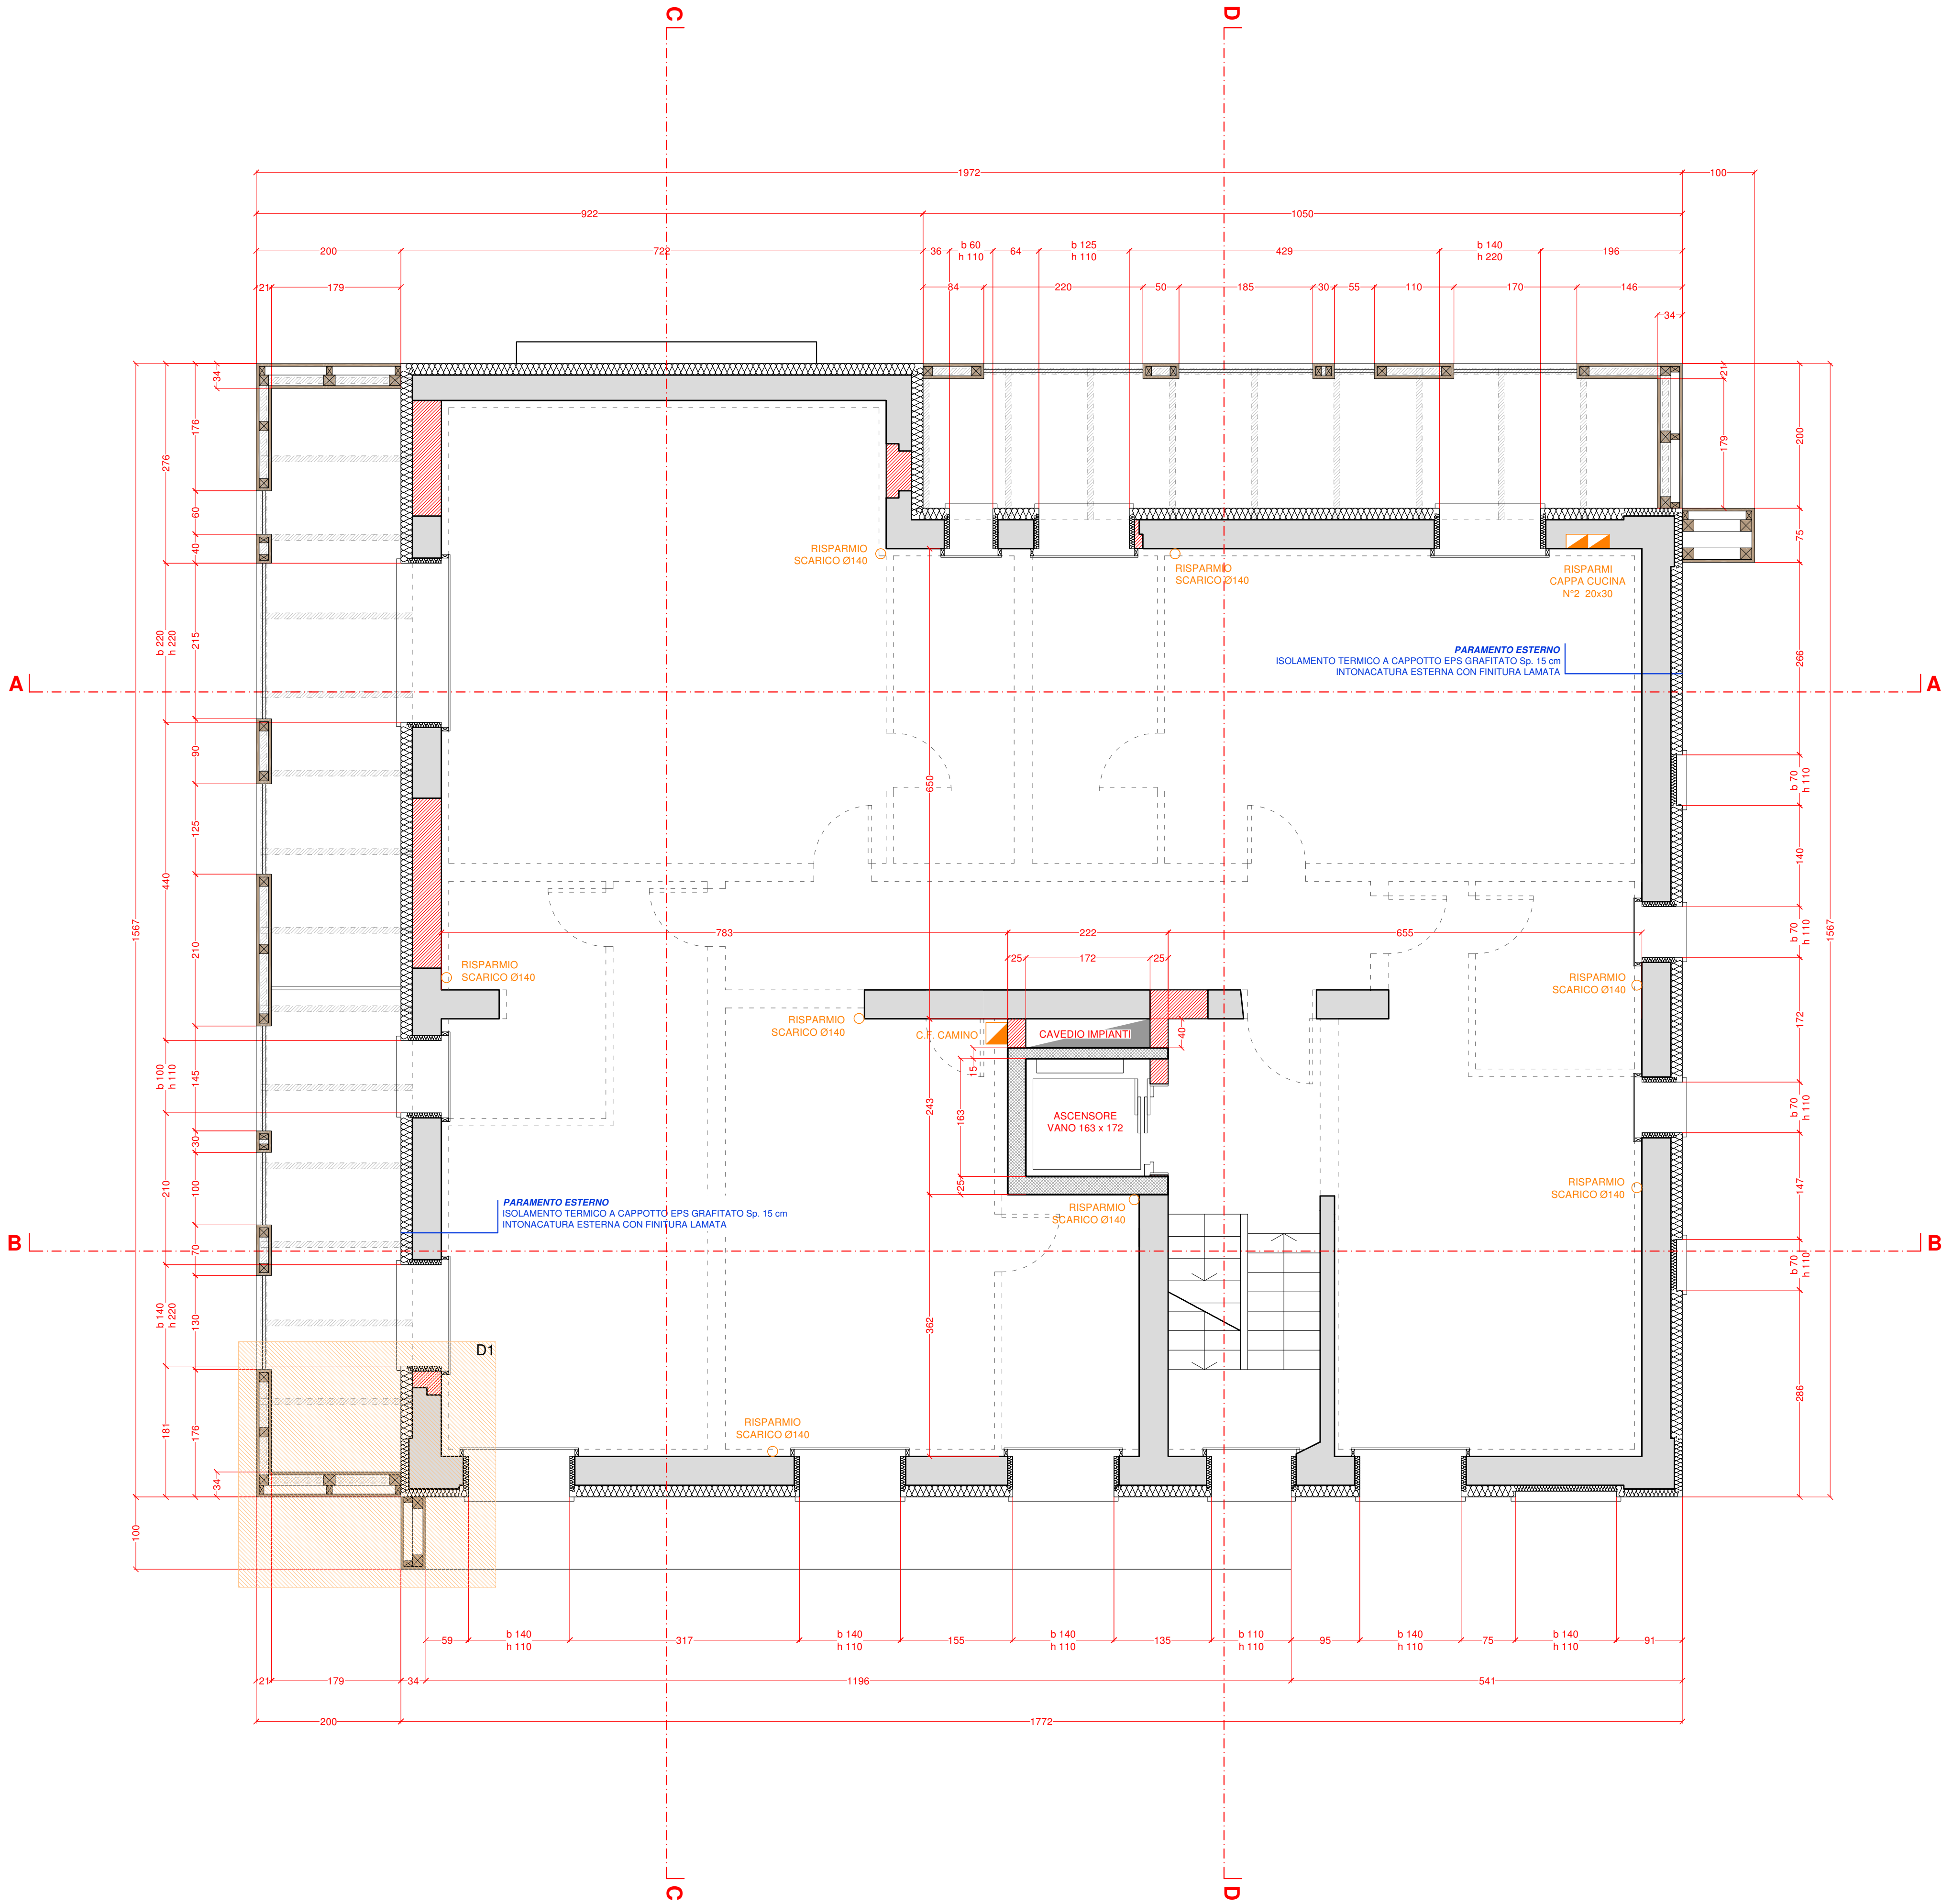 C
D
1972
100
922
1050
200
722
36
b 60
h 110
64
b 125
h 110
429
b 140
h 220
196
21
179
84
220
50
185
30
55
110
170
146
34
34
176
276
60
40
b 220
h 220
215
90
125
440
1567
210
b 100
h 110
145
30
210
100
70
b 140
h 220
130
181
176
34
100
21
179
200
75
266
b 70
h 110
140
b 70
h 110
1567
172
b 70
h 110
147
b 70
h 110
286
RISPARMIO
SCARICO Ø140
RISPARMIO
SCARICO Ø140
RISPARMI
CAPPA CUCINA
N°2 20x30
PARAMENTO ESTERNO
ISOLAMENTO TERMICO A CAPPOTTO EPS GRAFITATO Sp. 15 cm
INTONACATURA ESTERNA CON FINITURA LAMATA
A
A
650
783
222
655
25
172
25
RISPARMIO
SCARICO Ø140
RISPARMIO
SCARICO Ø140
RISPARMIO
SCARICO Ø140
C.F. CAMINO
CAVEDIO IMPIANTI
40
15
243
163
ASCENSORE
VANO 163 x 172
25
RISPARMIO
SCARICO Ø140
RISPARMIO
SCARICO Ø140
PARAMENTO ESTERNO
ISOLAMENTO TERMICO A CAPPOTTO EPS GRAFITATO Sp. 15 cm
INTONACATURA ESTERNA CON FINITURA LAMATA
B
B
362
D1
RISPARMIO
SCARICO Ø140
59
b 140
h 110
317
b 140
h 110
155
b 140
h 110
135
b 110
h 110
95
b 140
h 110
75
b 140
h 110
91
21
179
34
1196
541
200
1772
C
D